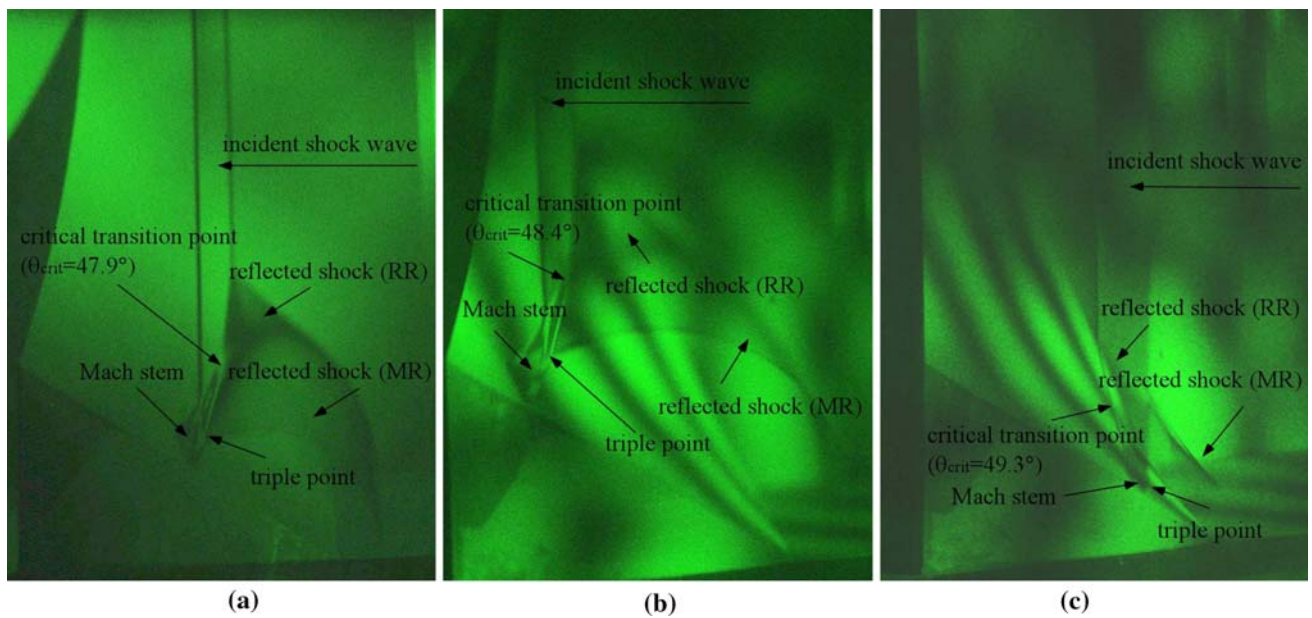 incident shock wave
critical transition point
(θcrit=47.9°)
reflected shock (RR)
Mach stem
reflected shock (MR)
triple point
(a)
incident shock wave
critical transition point
(θcrit=48.4°)
reflected shock (RR)
Mach stem
reflected shock (MR)
triple point
(b)
incident shock wave
reflected shock (RR)
reflected shock (MR)
critical transition point
(θcrit=49.3°)
Mach stem
triple point
(c)